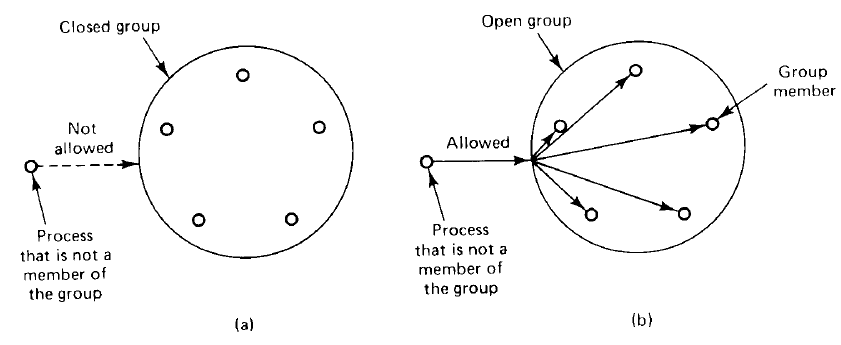 Closed group
Not
allowed
Process
that is not a
member of
the group
(a)
Open group
Group
member
Allowed
Process
that is not a
member of
the group
(b)